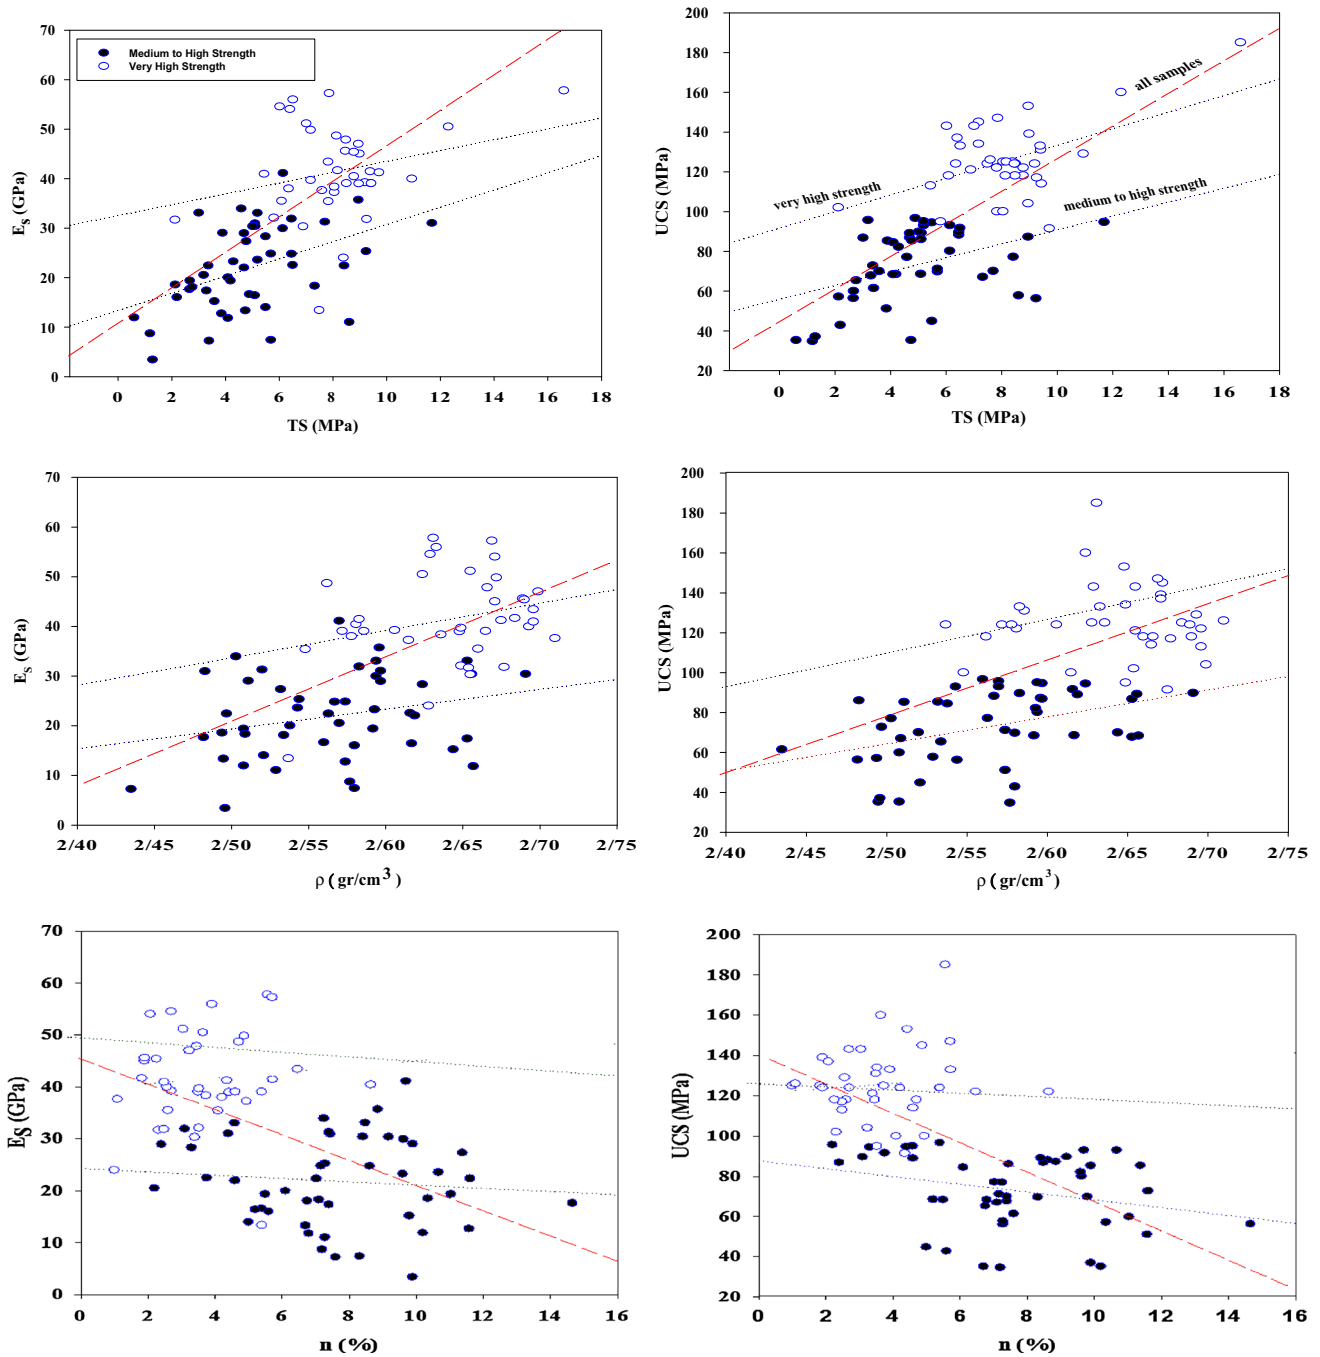 70
60
50
40
30
20
10
0
E_S (GPa)
Medium to High Strength
Very High Strength
0 2 4 6 8 10 12 14 16 18
TS (MPa)
200
180
160
140
120
100
80
60
40
20
UCS (MPa)
all samples
very high strength
medium to high strength
0 2 4 6 8 10 12 14 16 18
TS (MPa)
70
60
50
40
30
20
10
0
E_S (GPa)
2/40 2/45 2/50 2/55 2/60 2/65 2/70 2/75
ρ (gr/cm³)
200
180
160
140
120
100
80
60
40
20
UCS (MPa)
2/40 2/45 2/50 2/55 2/60 2/65 2/70 2/75
ρ (gr/cm³)
70
60
50
40
30
20
10
0
E_S (GPa)
0 2 4 6 8 10 12 14 16
n (%)
200
180
160
140
120
100
80
60
40
20
UCS (MPa)
0 2 4 6 8 10 12 14 16
n (%)